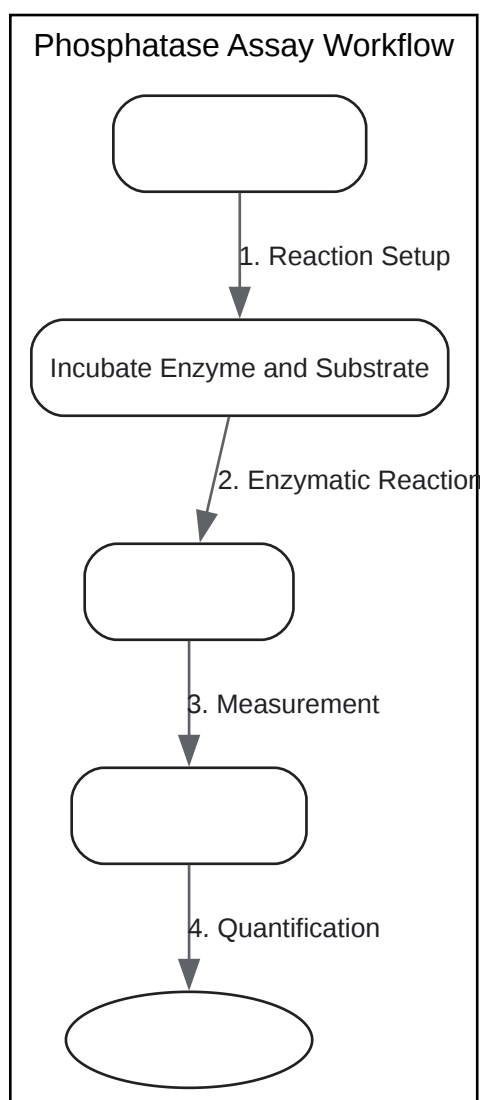 Phosphatase Assay Workflow
1. Reaction Setup
Incubate Enzyme and Substrate
2. Enzymatic Reaction
3. Measurement
4. Quantification